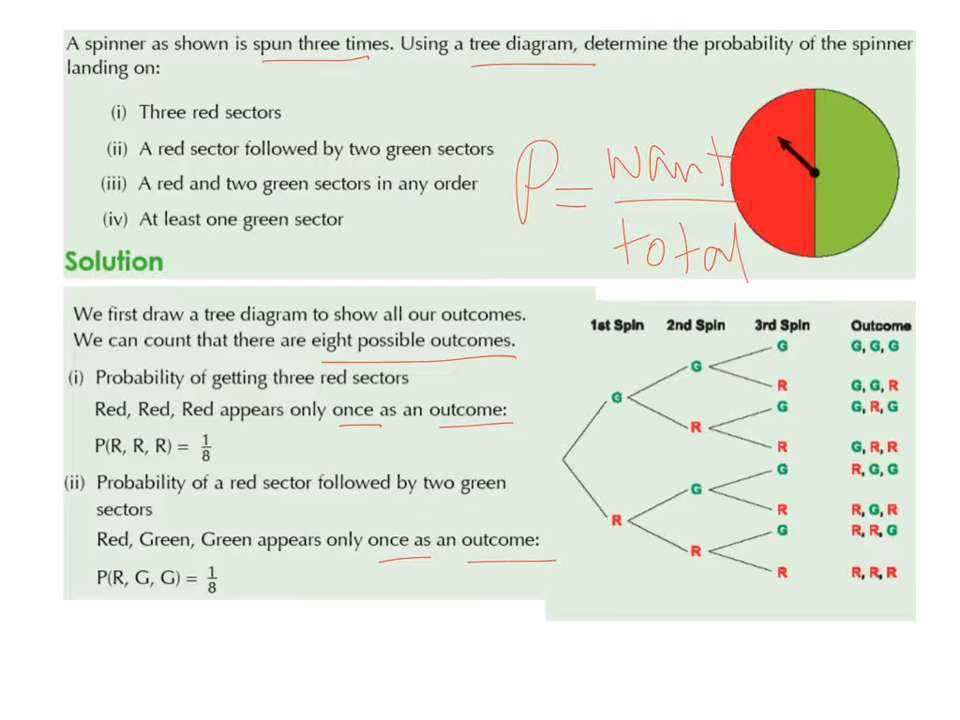 A spinner as shown is spun three times. Using a tree diagram, determine the probability of the spinner
landing on:
(i) Three red sectors
(ii) A red sector followed by two green sectors
(iii) A red and two green sectors in any order
(iv) At least one green sector
P = want
total
Solution
We first draw a tree diagram to show all our outcomes.
We can count that there are eight possible outcomes.
(i) Probability of getting three red sectors
Red, Red, Red appears only once as an outcome:
P(R, R, R) = 1/8
(ii) Probability of a red sector followed by two green
sectors
Red, Green, Green appears only once as an outcome:
P(R, G, G) = 1/8
1st Spin 2nd Spin 3rd Spin Outcome
G G, G, G
G
R G, G, R
G
G G, R, G
R
R G, R, R
G R, G, G
G
R R, G, R
R
G R, R, G
R
R R, R, R